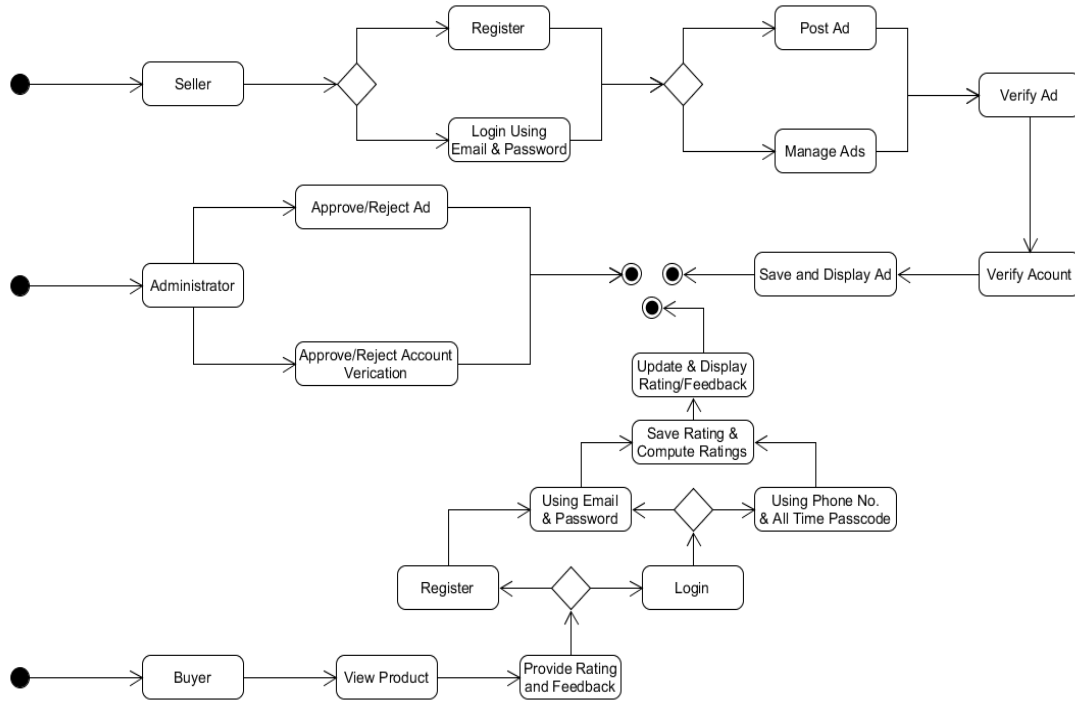 Register
Post Ad
Seller
Verify Ad
Login Using
Email & Password
Manage Ads
Approve/Reject Ad
Administrator
Save and Display Ad
Verify Acount
Approve/Reject Account
Verication
Update & Display
Rating/Feedback
Save Rating &
Compute Ratings
Using Email
& Password
Using Phone No.
& All Time Passcode
Register
Login
Buyer
View Product
Provide Rating
and Feedback